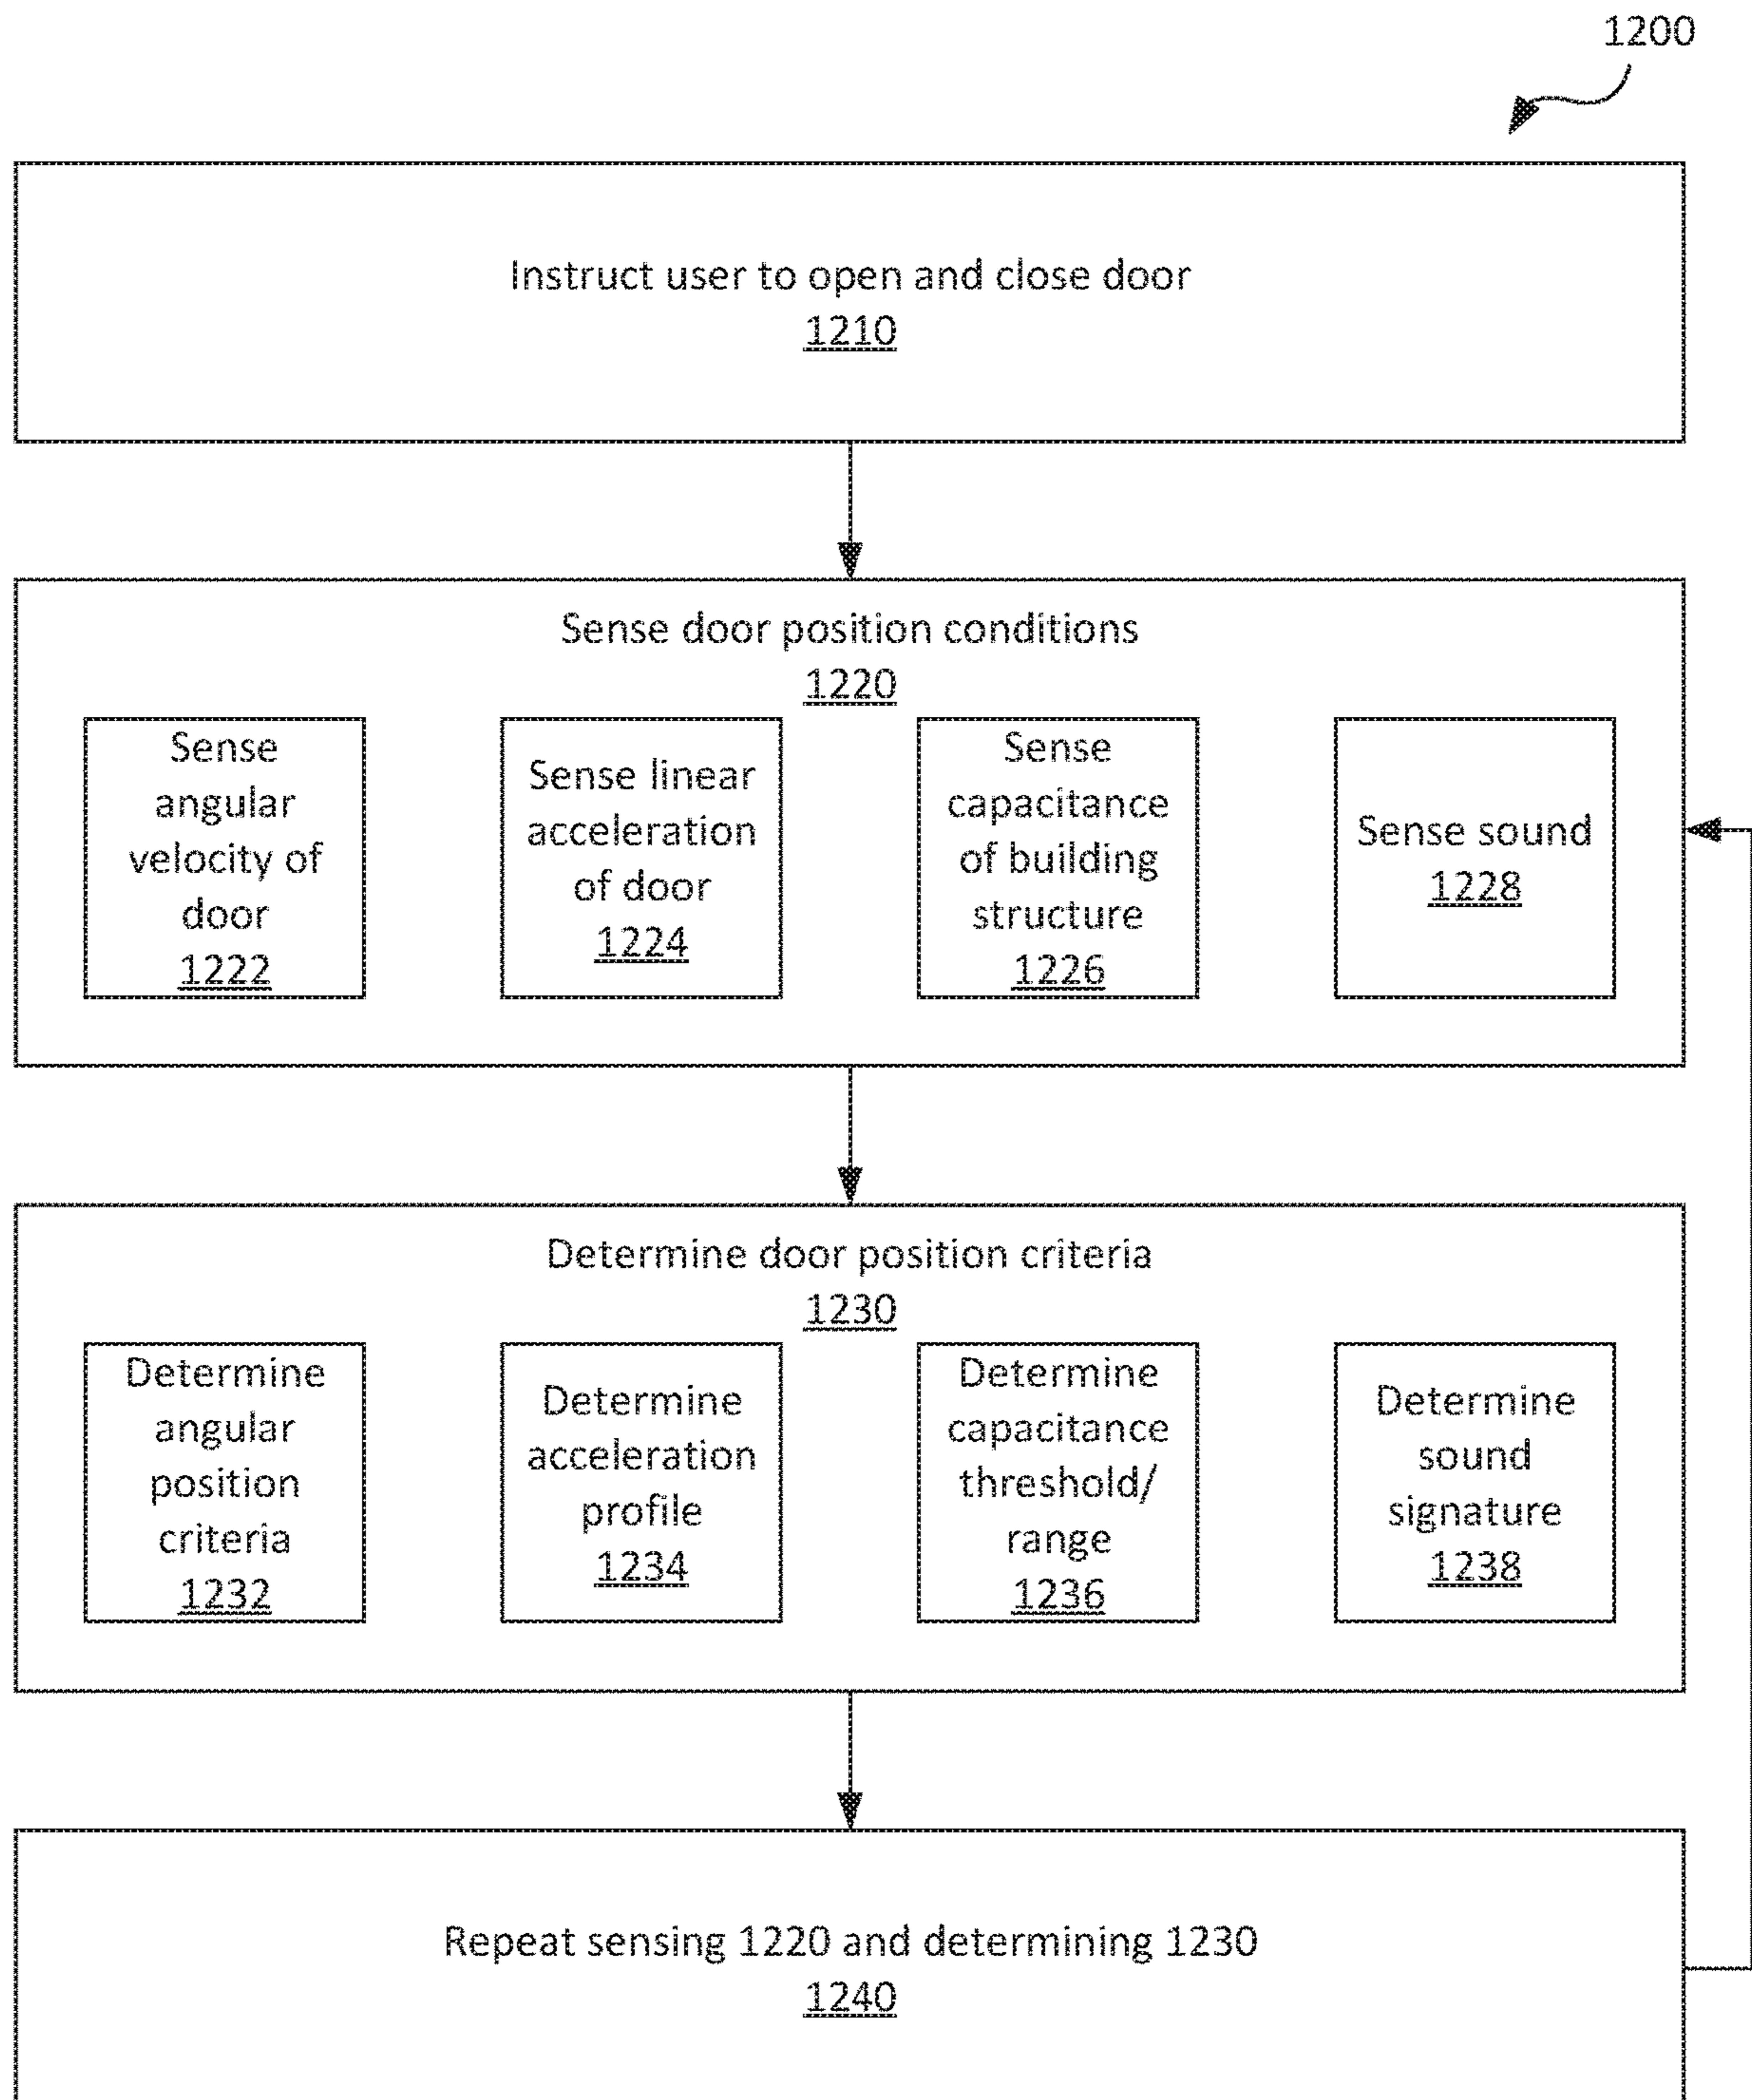 1200
Instruct user to open and close door
1210
Sense door position conditions
1220
Sense
angular
velocity of
door
1222
Sense linear
acceleration
of door
1224
Sense
capacitance
of building
structure
1226
Sense sound
1228
Determine door position criteria
1230
Determine
angular
position
criteria
1232
Determine
acceleration
profile
1234
Determine
capacitance
threshold/
range
1236
Determine
sound
signature
1238
Repeat sensing 1220 and determining 1230
1240